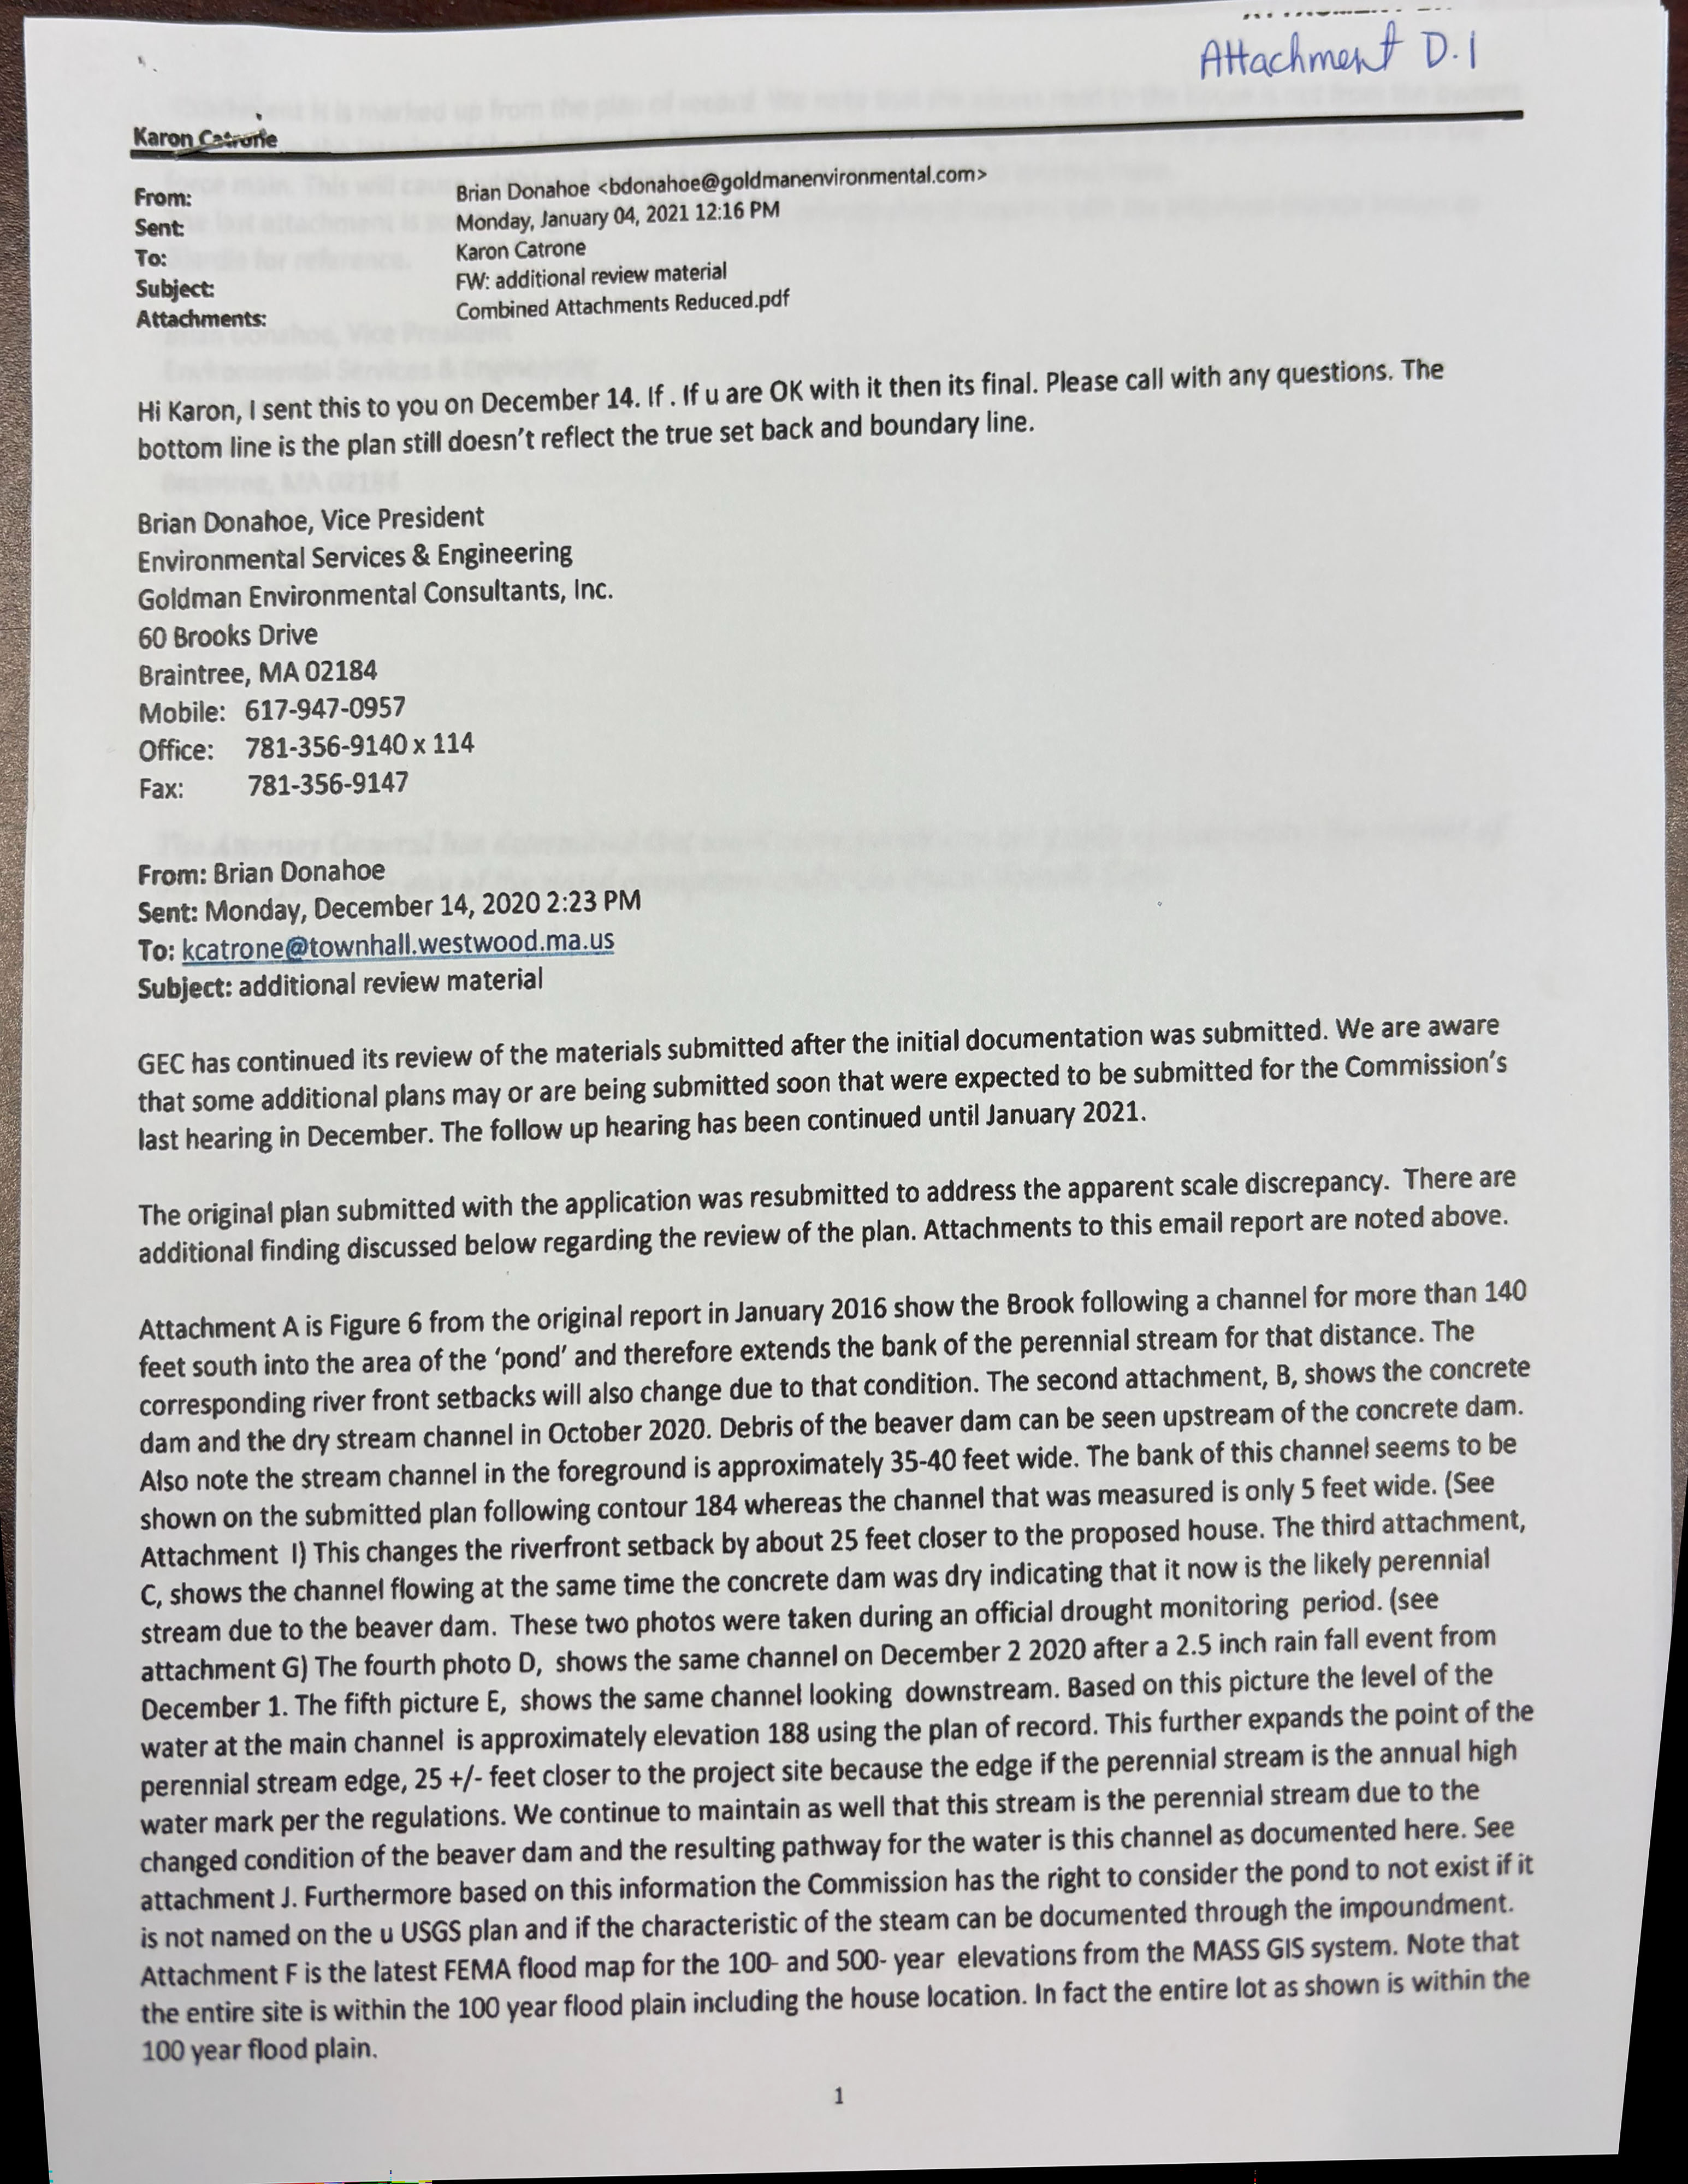 Attachment D.1
Karon Catrone
From: Brian Donahoe <bdonahoe@goldmanenvironmental.com>
Sent: Monday, January 04, 2021 12:16 PM
To: Karon Catrone
Subject: FW: additional review material
Attachments: Combined Attachments Reduced.pdf
Hi Karon, I sent this to you on December 14. If . If u are OK with it then its final. Please call with any questions. The
bottom line is the plan still doesn't reflect the true set back and boundary line.
Brian Donahoe, Vice President
Environmental Services & Engineering
Goldman Environmental Consultants, Inc.
60 Brooks Drive
Braintree, MA 02184
Mobile: 617-947-0957
Office: 781-356-9140 x 114
Fax: 781-356-9147
From: Brian Donahoe
Sent: Monday, December 14, 2020 2:23 PM
To: kcatrone@townhall.westwood.ma.us
Subject: additional review material
GEC has continued its review of the materials submitted after the initial documentation was submitted. We are aware
that some additional plans may or are being submitted soon that were expected to be submitted for the Commission's
last hearing in December. The follow up hearing has been continued until January 2021.
The original plan submitted with the application was resubmitted to address the apparent scale discrepancy. There are
additional finding discussed below regarding the review of the plan. Attachments to this email report are noted above.
Attachment A is Figure 6 from the original report in January 2016 show the Brook following a channel for more than 140
feet south into the area of the 'pond' and therefore extends the bank of the perennial stream for that distance. The
corresponding river front setbacks will also change due to that condition. The second attachment, B, shows the concrete
dam and the dry stream channel in October 2020. Debris of the beaver dam can be seen upstream of the concrete dam.
Also note the stream channel in the foreground is approximately 35-40 feet wide. The bank of this channel seems to be
shown on the submitted plan following contour 184 whereas the channel that was measured is only 5 feet wide. (See
Attachment I) This changes the riverfront setback by about 25 feet closer to the proposed house. The third attachment,
C, shows the channel flowing at the same time the concrete dam was dry indicating that it now is the likely perennial
stream due to the beaver dam. These two photos were taken during an official drought monitoring period. (see
attachment G) The fourth photo D, shows the same channel on December 2 2020 after a 2.5 inch rain fall event from
December 1. The fifth picture E, shows the same channel looking downstream. Based on this picture the level of the
water at the main channel is approximately elevation 188 using the plan of record. This further expands the point of the
perennial stream edge, 25 +/- feet closer to the project site because the edge if the perennial stream is the annual high
water mark per the regulations. We continue to maintain as well that this stream is the perennial stream due to the
changed condition of the beaver dam and the resulting pathway for the water is this channel as documented here. See
attachment J. Furthermore based on this information the Commission has the right to consider the pond to not exist if it
is not named on the u USGS plan and if the characteristic of the steam can be documented through the impoundment.
Attachment F is the latest FEMA flood map for the 100- and 500- year elevations from the MASS GIS system. Note that
the entire site is within the 100 year flood plain including the house location. In fact the entire lot as shown is within the
100 year flood plain.
1